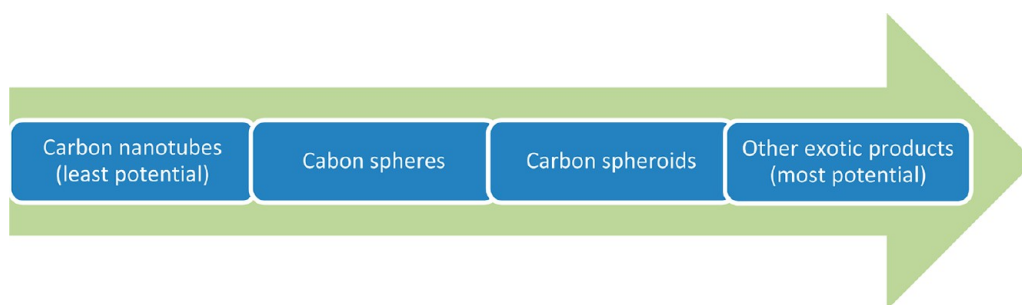 Carbon nanotubes
(least potential)
Cabon spheres
Carbon spheroids
Other exotic products
(most potential)